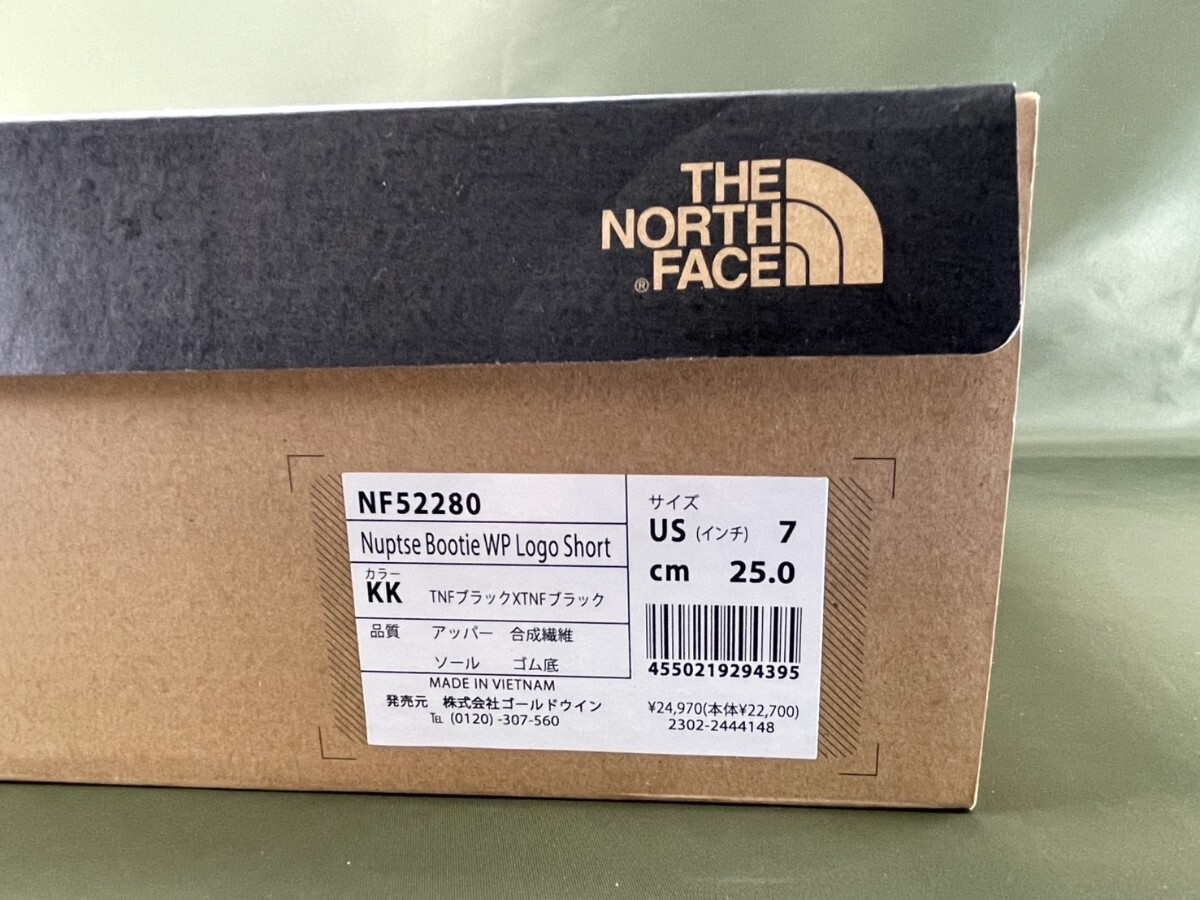 THE
NORTH
® FACE
NF52280
Nuptse Bootie WP Logo Short
カラー
KK TNFブラックXTNFブラック
品質 アッパー 合成繊維
ソール ゴム底
MADE IN VIETNAM
発売元 株式会社ゴールドウイン
℡ (0120) -307-560
サイズ
US (インチ) 7
cm 25.0
4550219294395
¥24,970(本体¥22,700)
2302-2444148